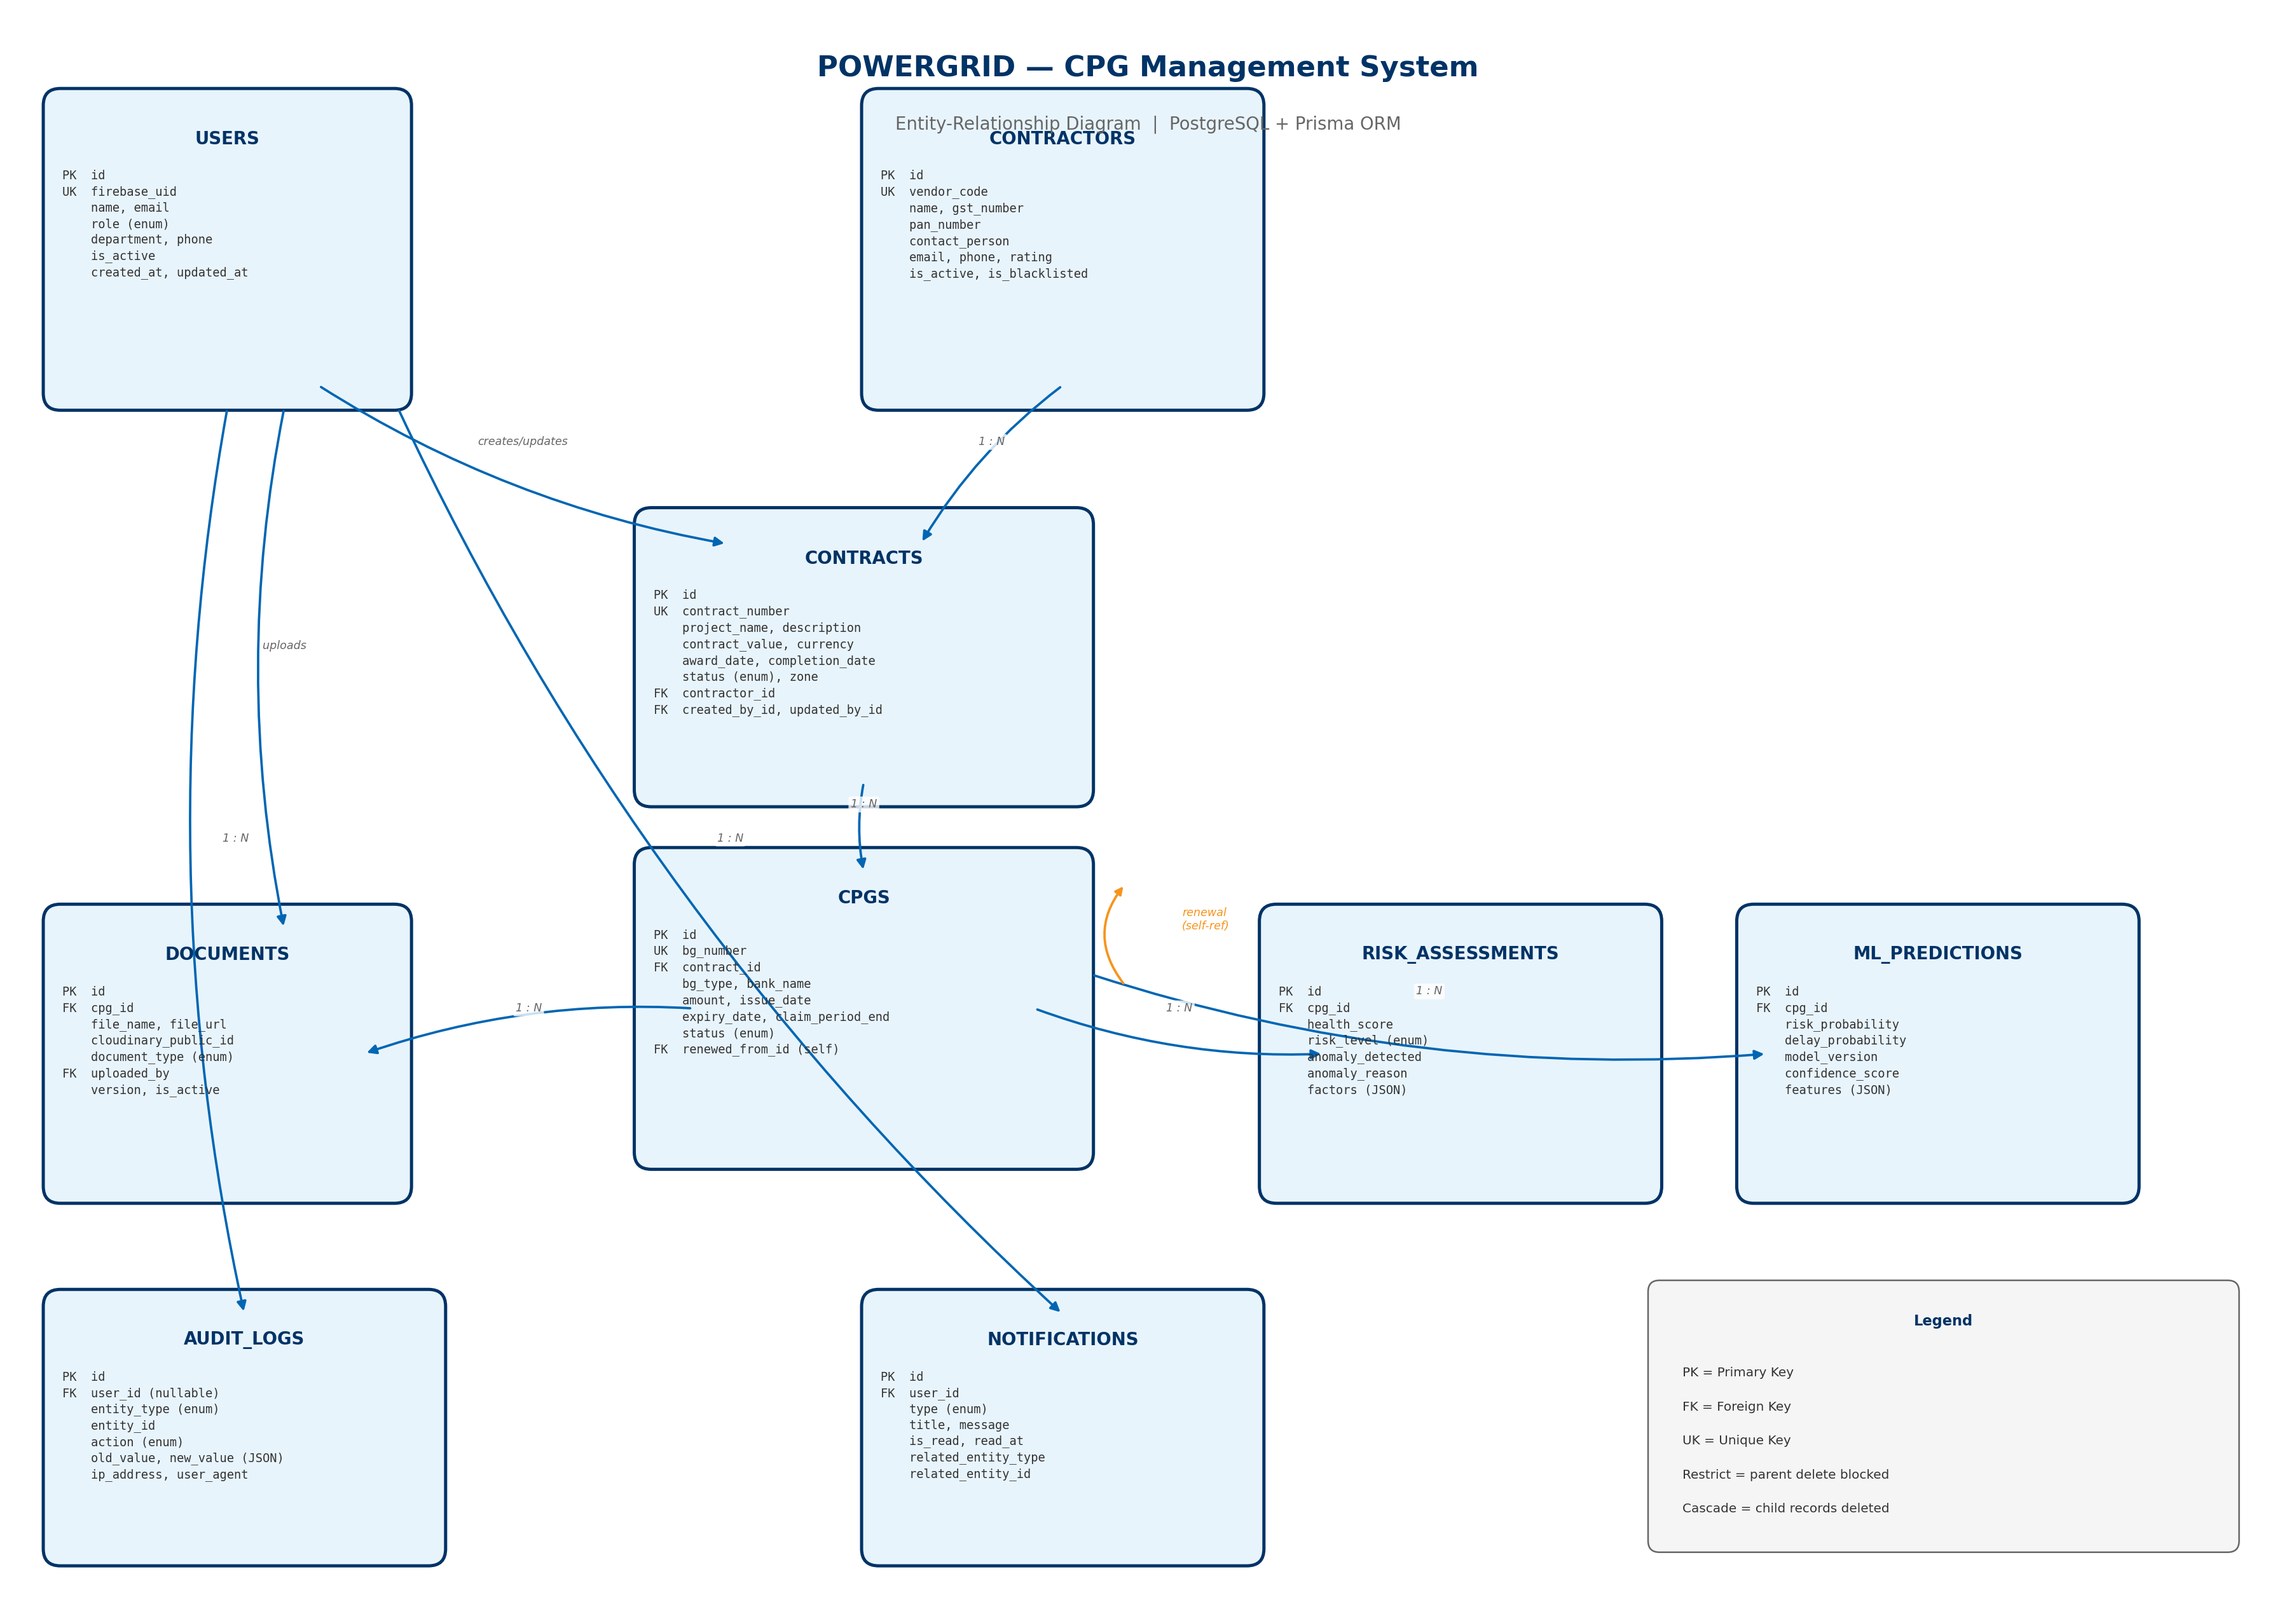 POWERGRID — CPG Management System
Entity-Relationship Diagram | PostgreSQL + Prisma ORM
USERS
PK id
UK firebase_uid
name, email
role (enum)
department, phone
is_active
created_at, updated_at
CONTRACTORS
PK id
UK vendor_code
name, gst_number
pan_number
contact_person
email, phone, rating
is_active, is_blacklisted
creates/updates
1 : N
CONTRACTS
PK id
UK contract_number
project_name, description
contract_value, currency
award_date, completion_date
status (enum), zone
FK contractor_id
FK created_by_id, updated_by_id
uploads
1 : N
1 : N
1 : N
CPGS
PK id
UK bg_number
FK contract_id
bg_type, bank_name
amount, issue_date
expiry_date, claim_period_end
status (enum)
FK renewed_from_id (self)
renewal
(self-ref)
DOCUMENTS
PK id
FK cpg_id
file_name, file_url
cloudinary_public_id
document_type (enum)
FK uploaded_by
version, is_active
1 : N
1 : N
RISK_ASSESSMENTS
PK id
FK cpg_id
health_score
risk_level (enum)
anomaly_detected
anomaly_reason
factors (JSON)
1 : N
ML_PREDICTIONS
PK id
FK cpg_id
risk_probability
delay_probability
model_version
confidence_score
features (JSON)
AUDIT_LOGS
PK id
FK user_id (nullable)
entity_type (enum)
entity_id
action (enum)
old_value, new_value (JSON)
ip_address, user_agent
NOTIFICATIONS
PK id
FK user_id
type (enum)
title, message
is_read, read_at
related_entity_type
related_entity_id
Legend
PK = Primary Key
FK = Foreign Key
UK = Unique Key
Restrict = parent delete blocked
Cascade = child records deleted